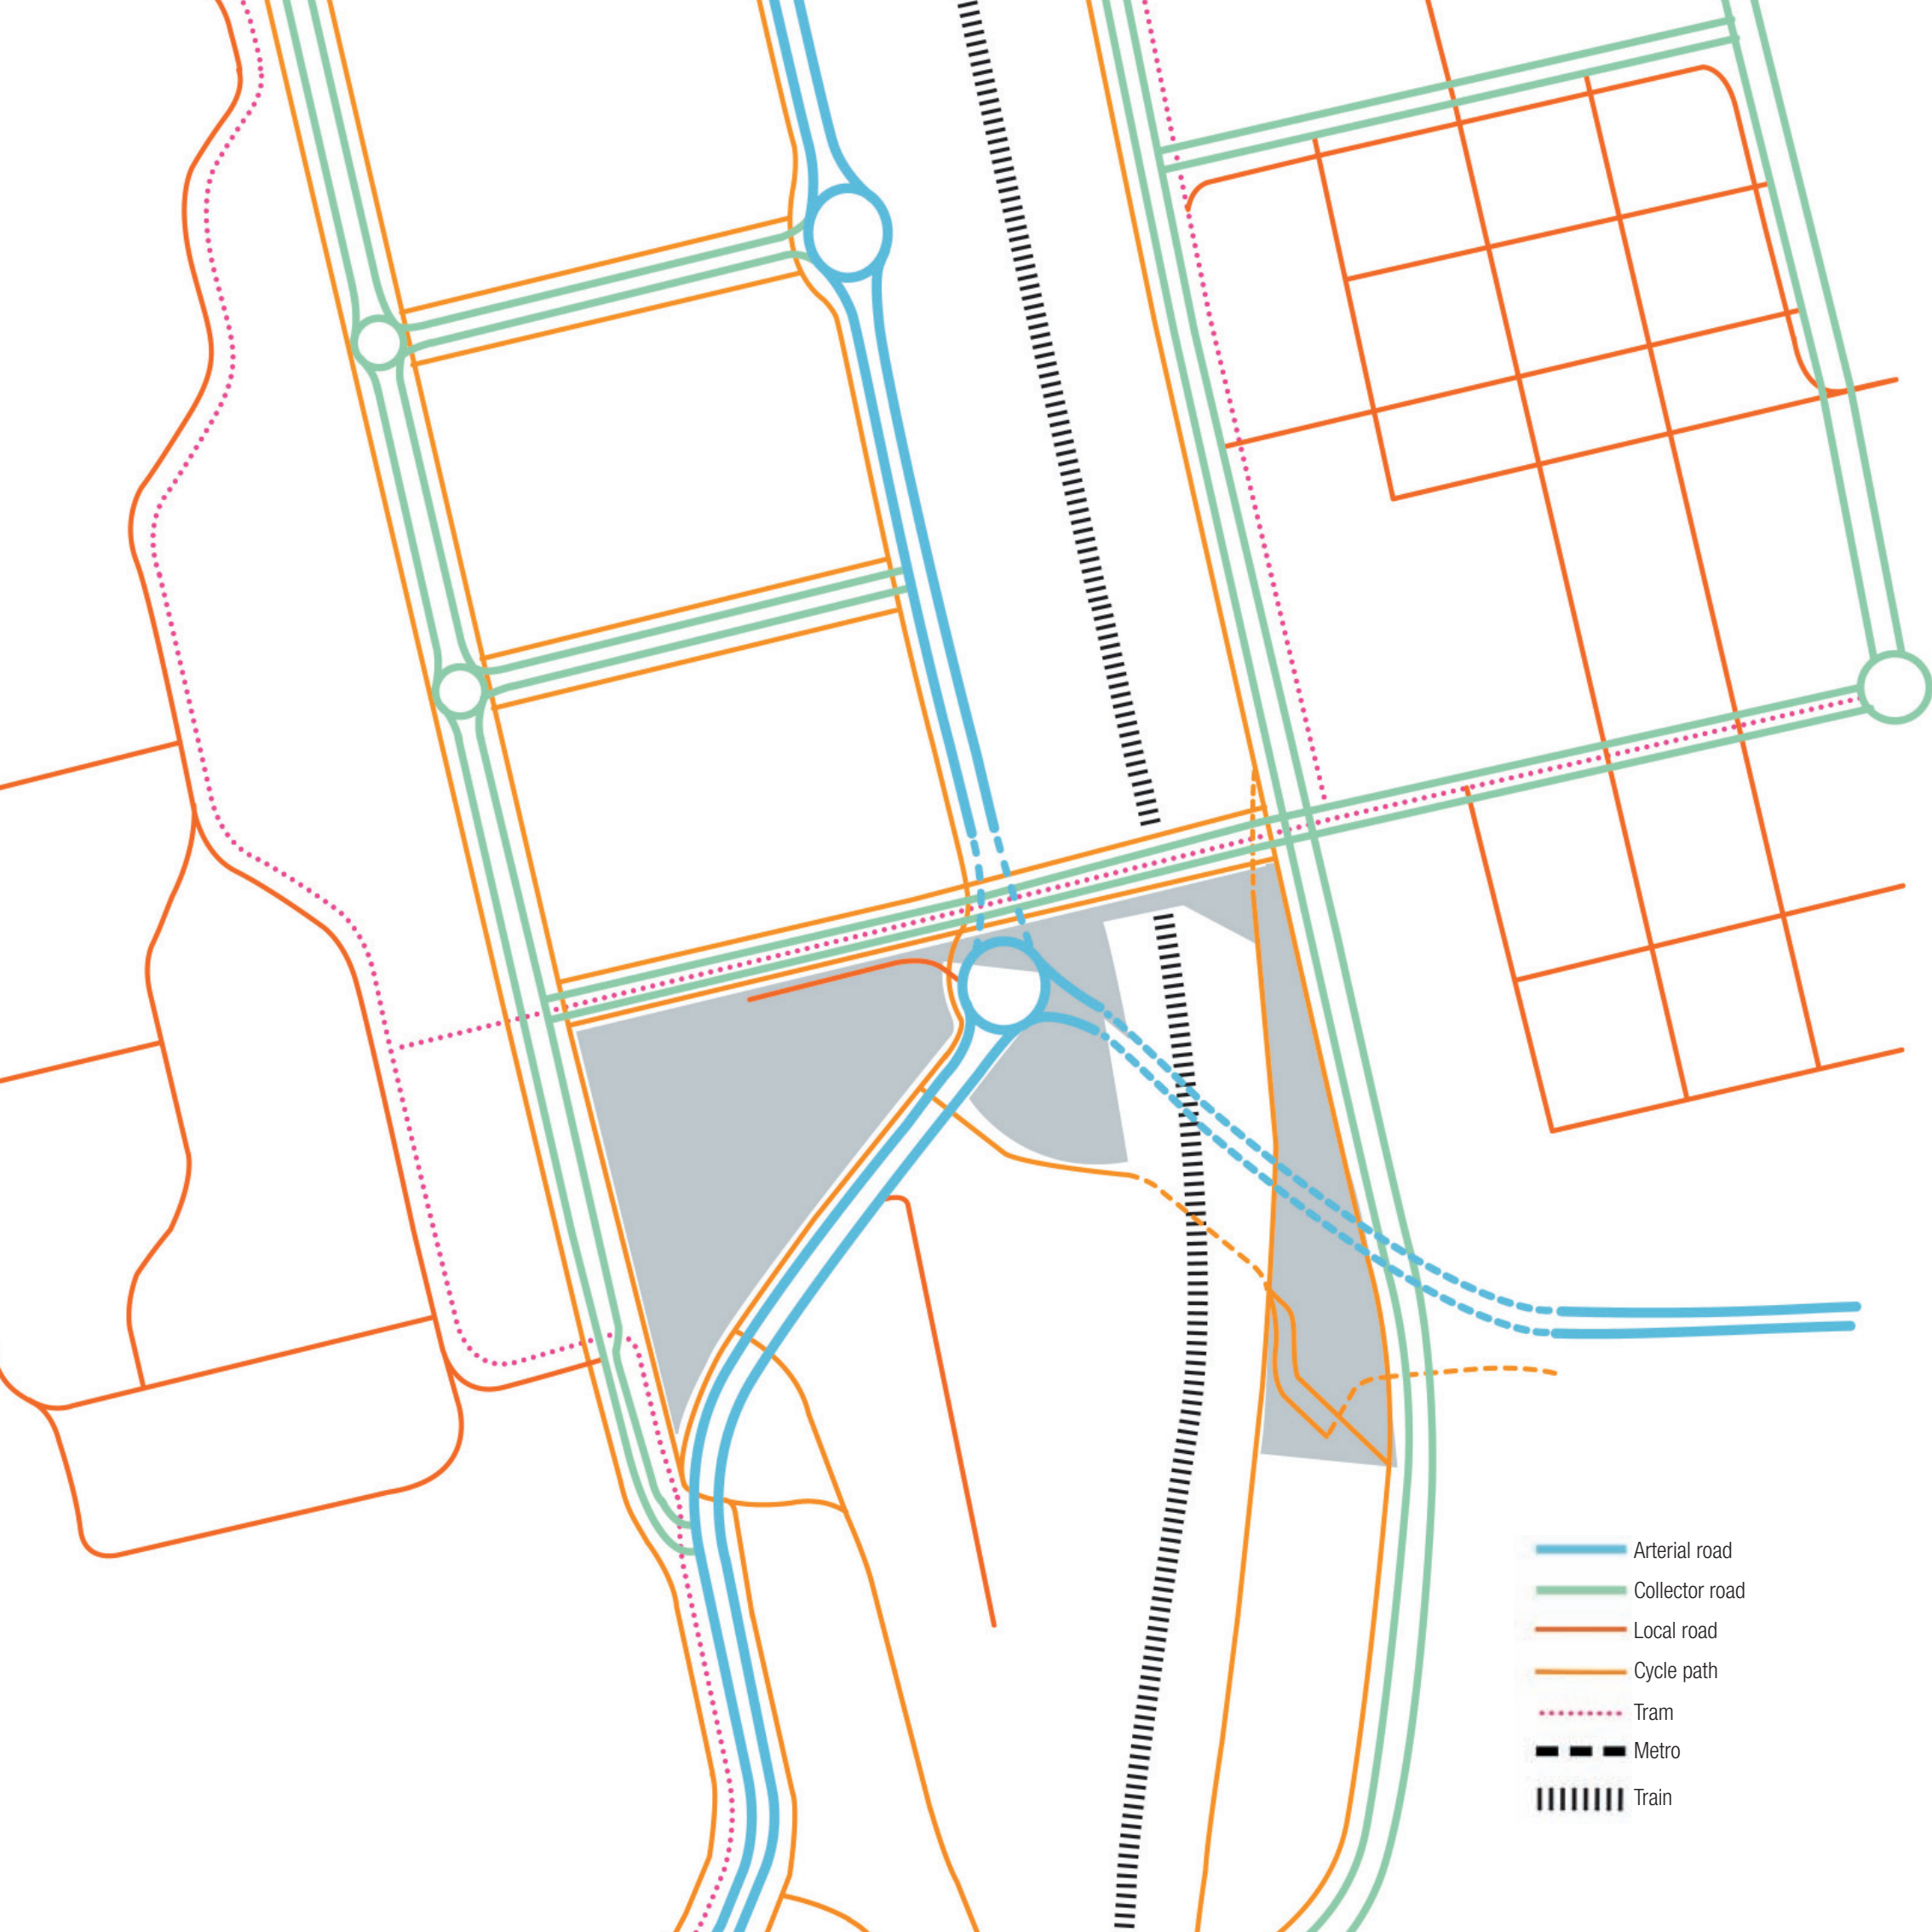 Arterial road
Collector road
Local road
Cycle path
Tram
Metro
Train